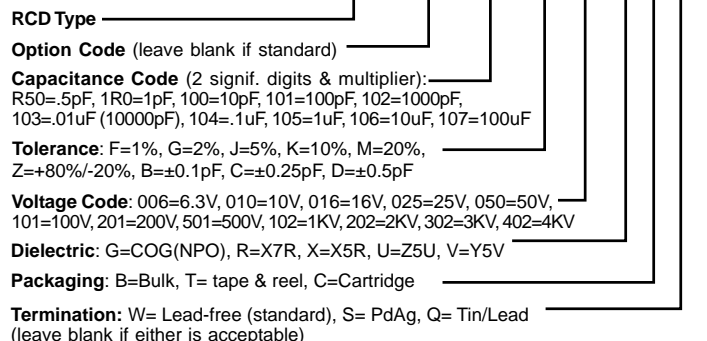 RCD Type
Option Code (leave blank if standard)
Capacitance Code (2 signif. digits & multiplier):
R50=.5pF, 1R0=1pF, 100=10pF, 101=100pF, 102=1000pF,
103=.01uF (10000pF), 104=.1uF, 105=1uF, 106=10uF, 107=100uF
Tolerance: F=1%, G=2%, J=5%, K=10%, M=20%,
Z=+80%/-20%, B=±0.1pF, C=±0.25pF, D=±0.5pF
Voltage Code: 006=6.3V, 010=10V, 016=16V, 025=25V, 050=50V,
101=100V, 201=200V, 501=500V, 102=1KV, 202=2KV, 302=3KV, 402=4KV
Dielectric: G=COG(NPO), R=X7R, X=X5R, U=Z5U, V=Y5V
Packaging: B=Bulk, T= tape & reel, C=Cartridge
Termination: W= Lead-free (standard), S= PdAg, Q= Tin/Lead
(leave blank if either is acceptable)